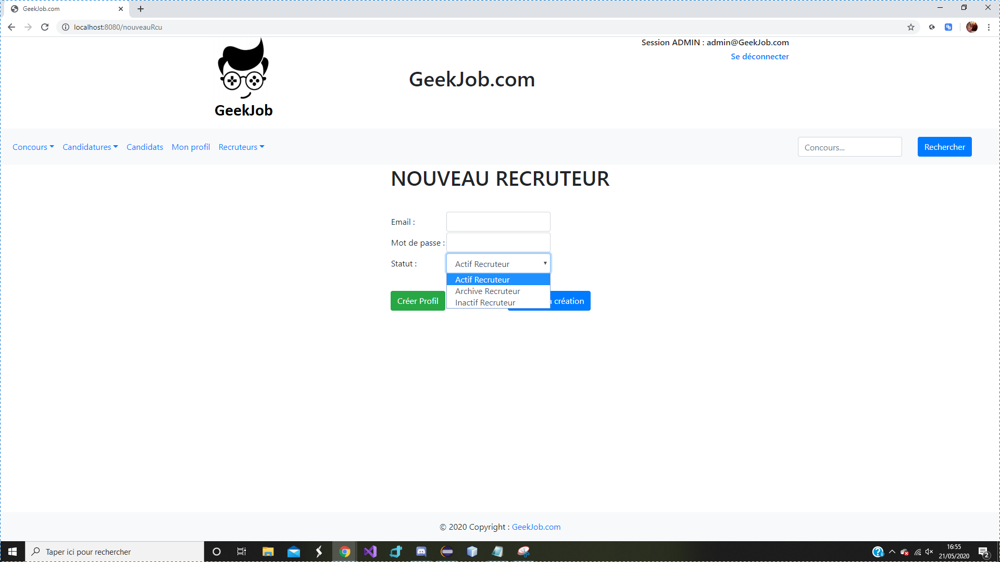 GeekJob.com
localhost:8080/nouveauRcu
Session ADMIN : admin@GeekJob.com
Se déconnecter
GeekJob.com
GeekJob
Concours
Candidatures
Candidats
Mon profil
Recruteurs
Concours...
Rechercher
NOUVEAU RECRUTEUR
Email :
Mot de passe :
Statut :
Actif Recruteur
Actif Recruteur
Archive Recruteur
Inactif Recruteur
Créer Profil
création
© 2020 Copyright : GeekJob.com
Taper ici pour rechercher
16:55
21/05/2020
2